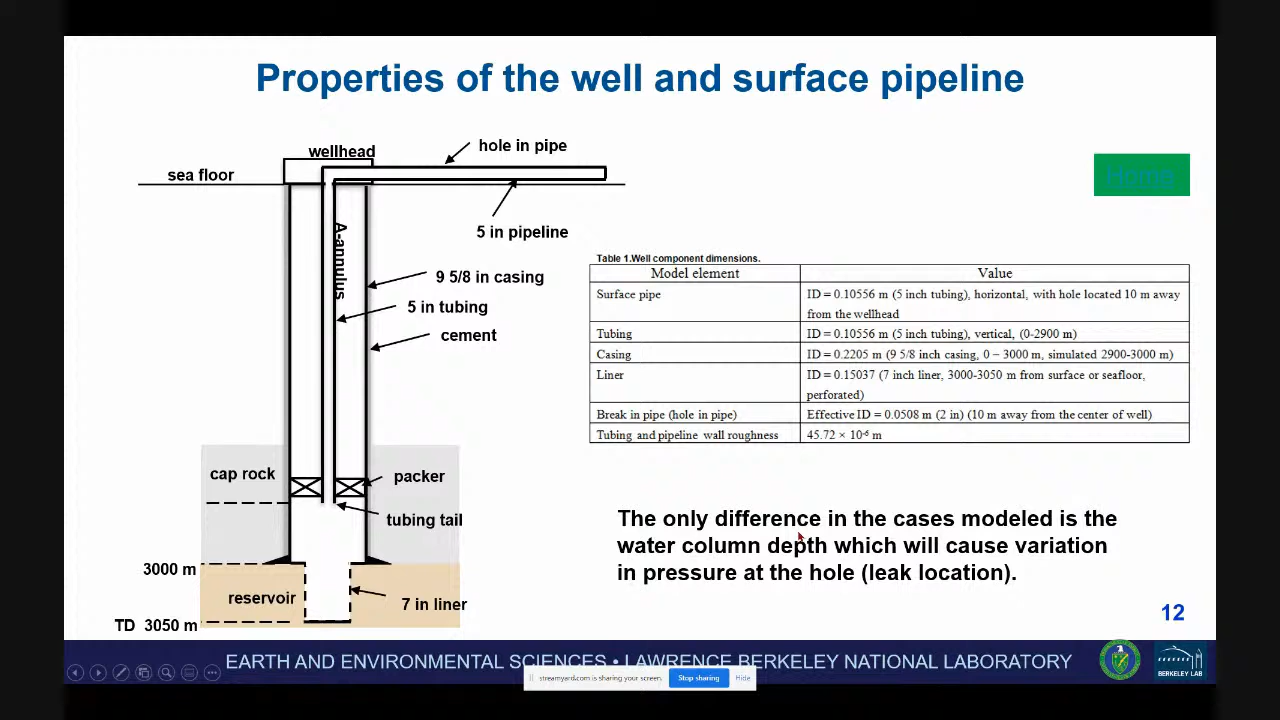 Properties of the well and surface pipeline
wellhead
hole in pipe
sea floor
Home
5 in pipeline
A-annulus
9 5/8 in casing
5 in tubing
cement
Table 1.Well component dimensions.
Model element Value
Surface pipe ID = 0.10556 m (5 inch tubing), horizontal, with hole located 10 m away
from the wellhead
Tubing ID = 0.10556 m (5 inch tubing), vertical, (0-2900 m)
Casing ID = 0.2205 m (9 5/8 inch casing, 0 – 3000 m, simulated 2900-3000 m)
Liner ID = 0.15037 (7 inch liner, 3000-3050 m from surface or seafloor,
perforated)
Break in pipe (hole in pipe) Effective ID = 0.0508 m (2 in) (10 m away from the center of well)
Tubing and pipeline wall roughness 45.72 × 10⁻⁶ m
cap rock
packer
tubing tail
The only difference in the cases modeled is the
water column depth which will cause variation
in pressure at the hole (leak location).
3000 m
reservoir
7 in liner
TD 3050 m
12
EARTH AND ENVIRONMENTAL SCIENCES • LAWRENCE BERKELEY NATIONAL LABORATORY
BERKELEY LAB
streamyard.com is sharing your screen.
Stop sharing
Hide